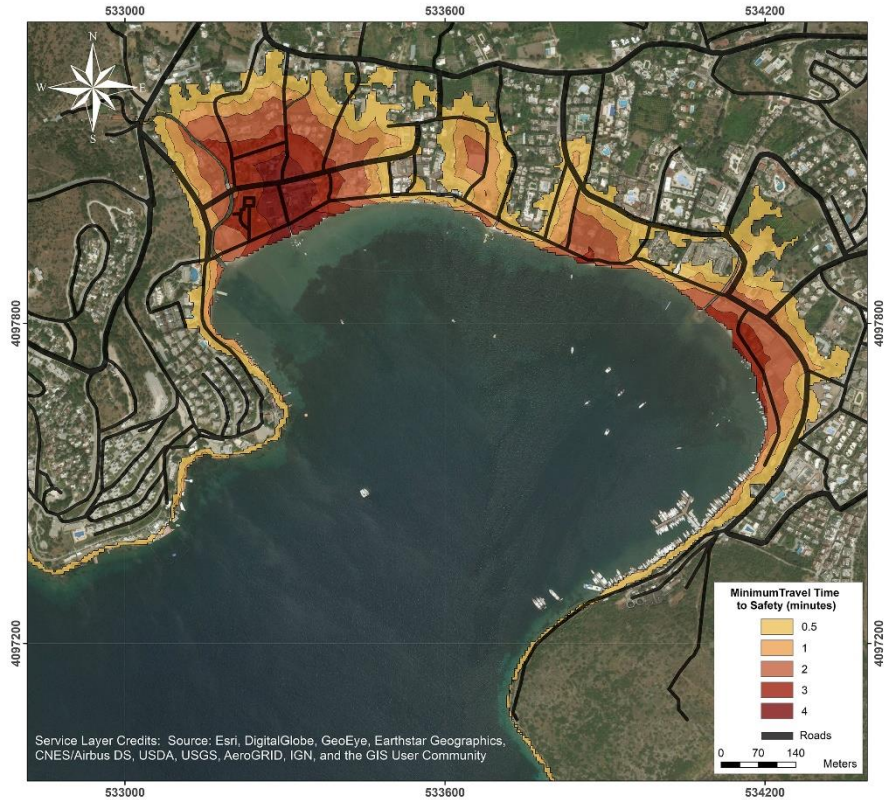 533000 533600 534200
N
W E
S
4097800 4097800
4097200 4097200
MinimumTravel Time
to Safety (minutes)
0.5
1
2
3
4
Roads
0 70 140
Meters
Service Layer Credits: Source: Esri, DigitalGlobe, GeoEye, Earthstar Geographics,
CNES/Airbus DS, USDA, USGS, AeroGRID, IGN, and the GIS User Community
533000 533600 534200